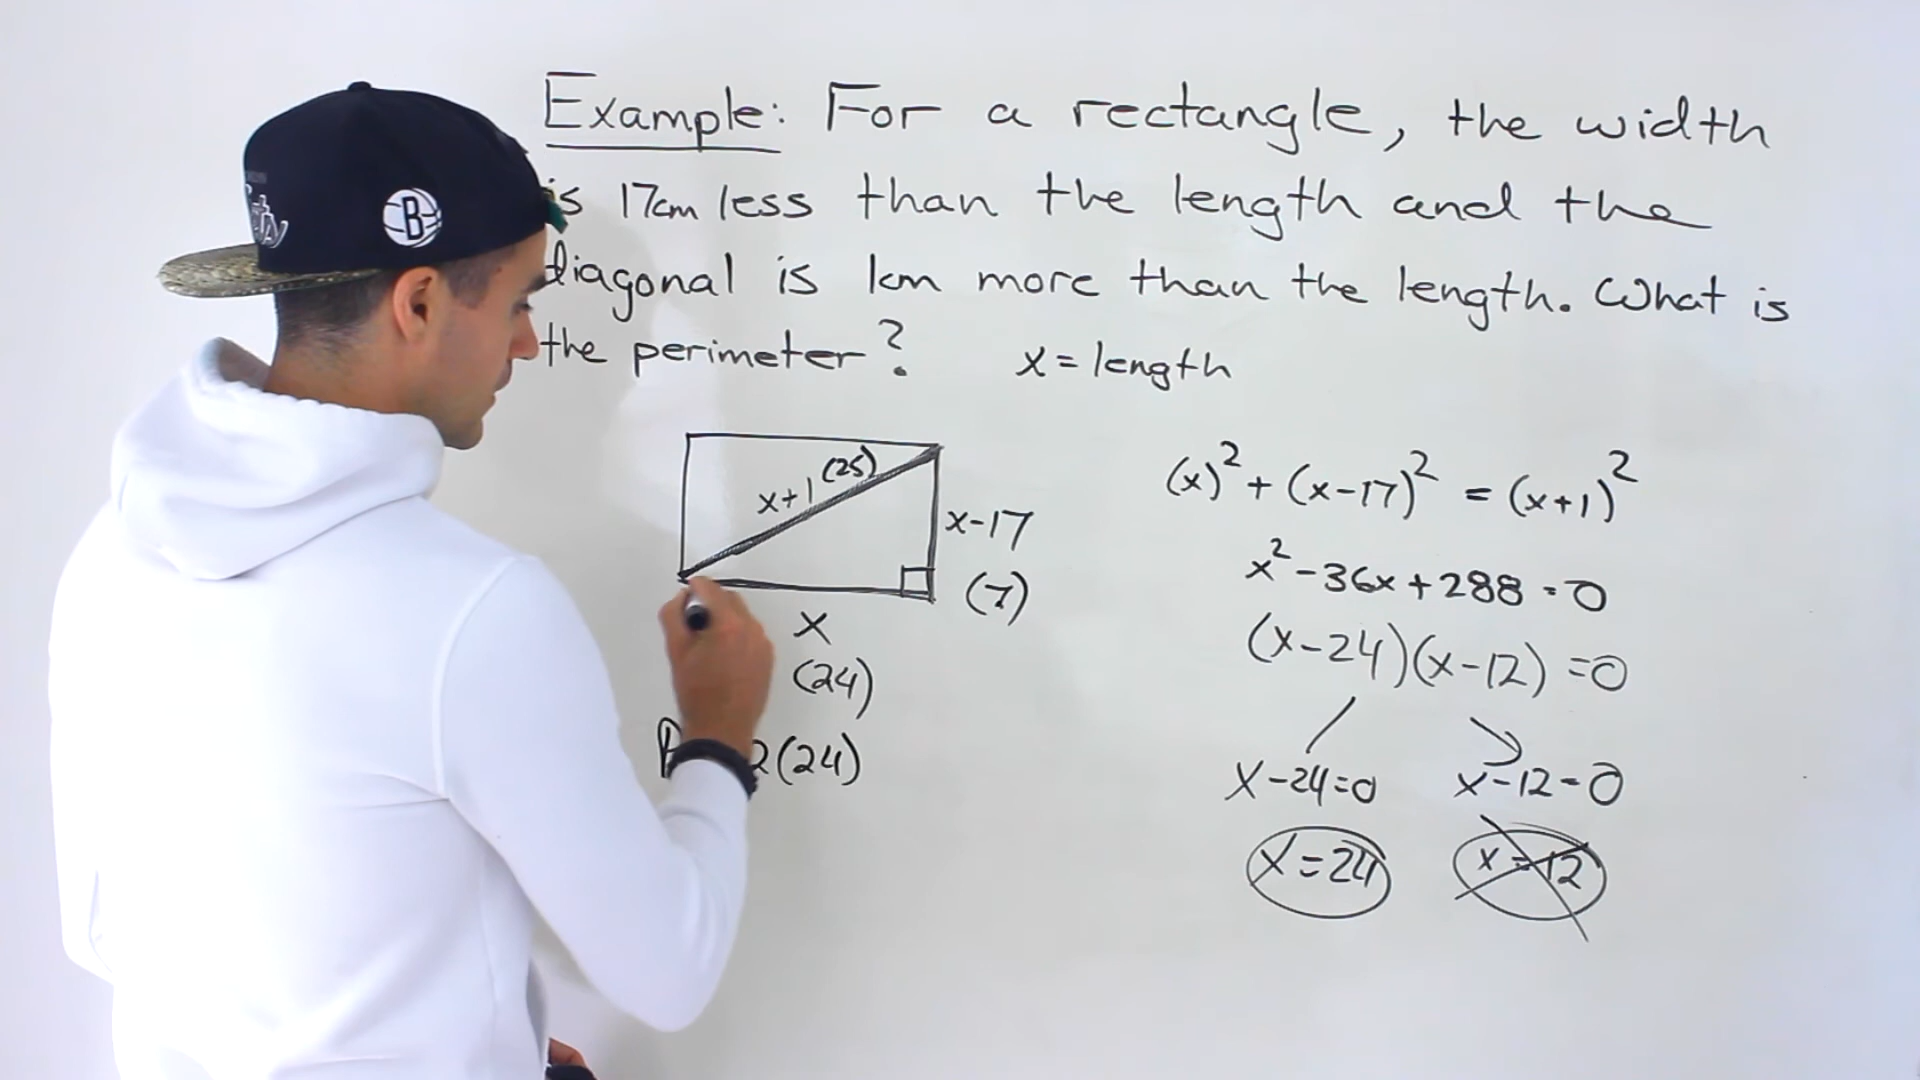 Example: For a rectangle, the width
is 17cm less than the length and the
diagonal is 1cm more than the length. What is
the perimeter? x = length
x+1 (25)
x-17
(7)
x
(24)
2(24)
(x)² + (x-17)² = (x+1)²
x² - 36x + 288 = 0
(x-24)(x-12) = 0
x-24=0 x-12=0
x=24 x=12
B